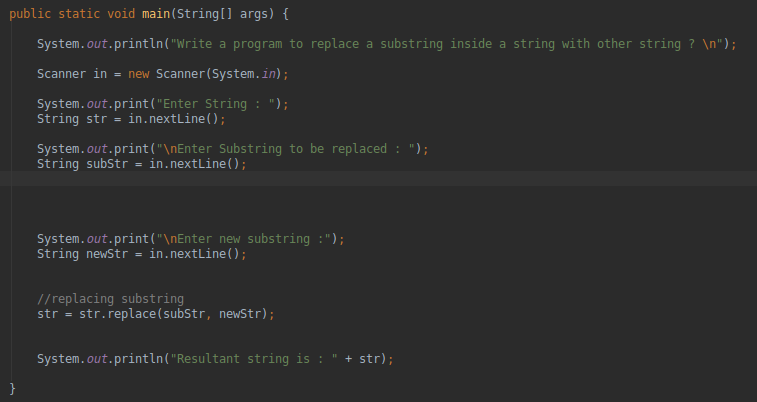 public static void main(String[] args) {
System.out.println("Write a program to replace a substring inside a string with other string ? \n");
Scanner in = new Scanner(System.in);
System.out.print("Enter String : ");
String str = in.nextLine();
System.out.print("\nEnter Substring to be replaced : ");
String subStr = in.nextLine();
System.out.print("\nEnter new substring :");
String newStr = in.nextLine();
//replacing substring
str = str.replace(subStr, newStr);
System.out.println("Resultant string is : " + str);
}